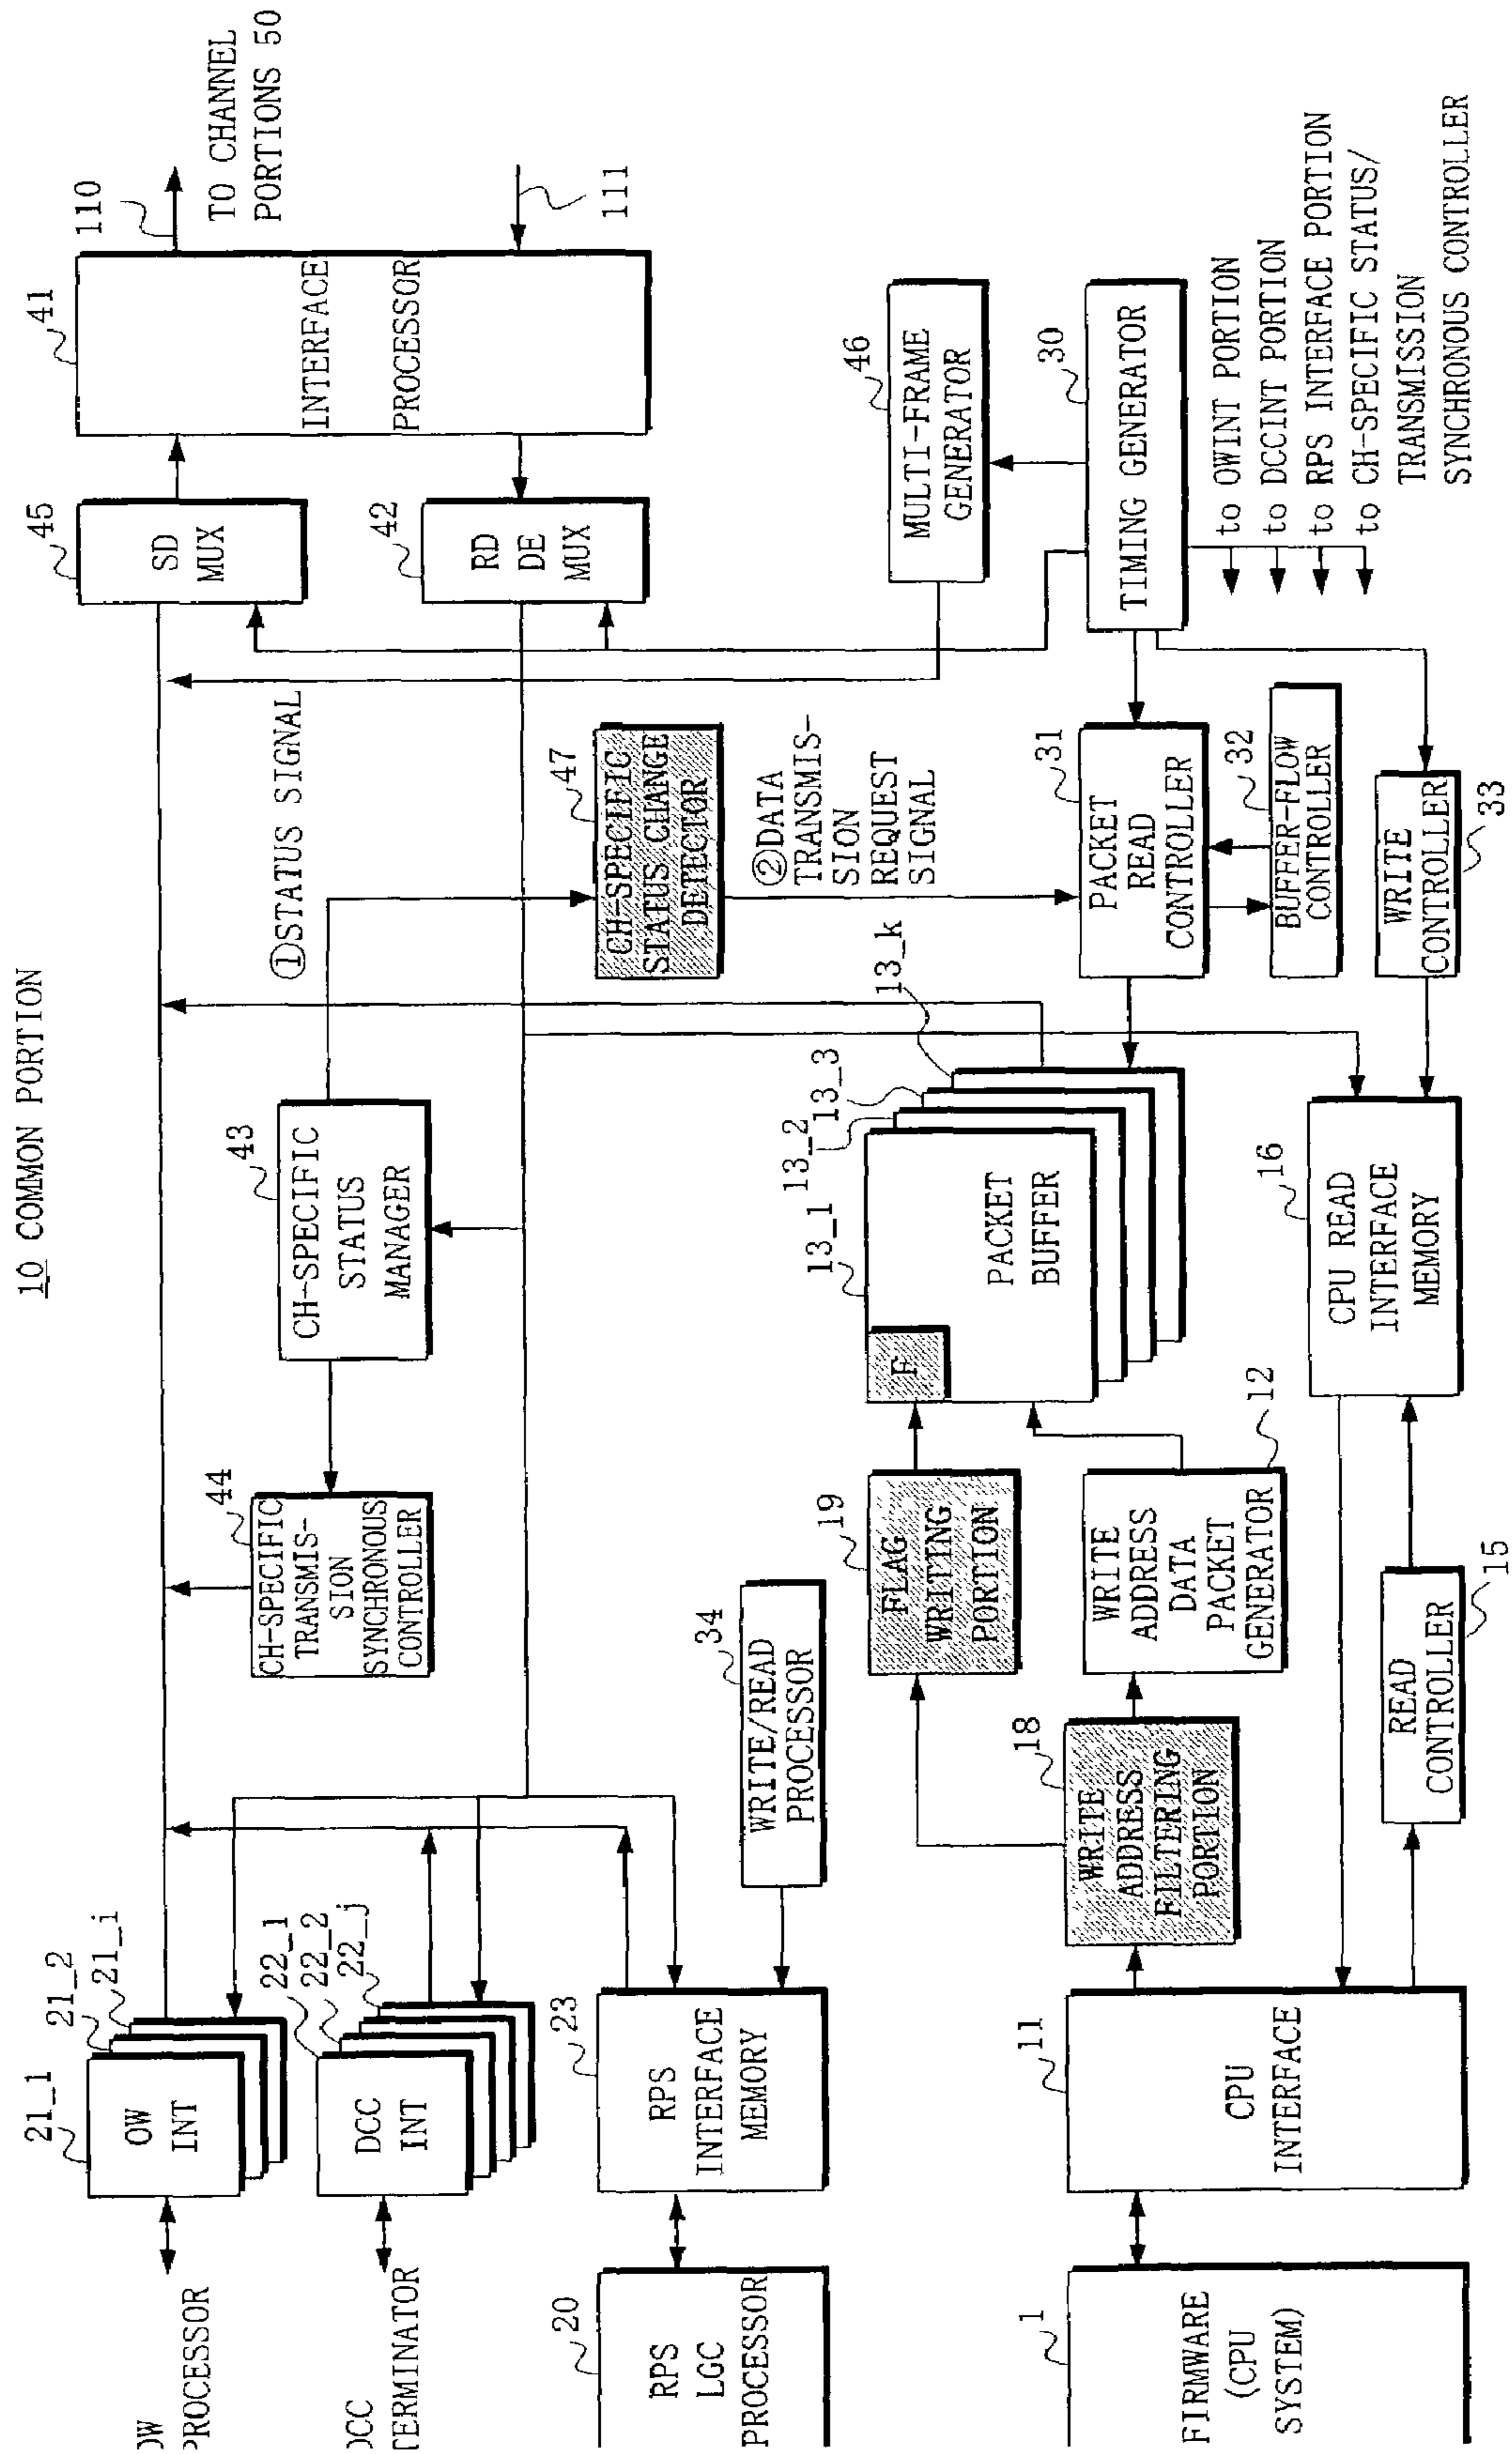 10 COMMON PORTION
OW
PROCESSOR
21_1
21_2
21_i
OW
INT
DCC
TERMINATOR
22_1
22_2
22_j
DCC
INT
20
RPS
LGC
PROCESSOR
23
RPS
INTERFACE
MEMORY
34
WRITE/READ
PROCESSOR
44
CH-SPECIFIC
TRANSMIS-
SION
SYNCHRONOUS
CONTROLLER
43
CH-SPECIFIC
STATUS
MANAGER
①STATUS SIGNAL
47
CH-SPECIFIC
STATUS CHANGE
DETECTOR
②DATA
TRANSMIS-
SION
REQUEST
SIGNAL
45
SD
MUX
42
RD
DE
MUX
41
INTERFACE
PROCESSOR
110
TO CHANNEL
PORTIONS 50
111
46
MULTI-FRAME
GENERATOR
30
TIMING GENERATOR
to OWINT PORTION
to DCCINT PORTION
to RPS INTERFACE PORTION
to CH-SPECIFIC STATUS/
TRANSMISSION
SYNCHRONOUS CONTROLLER
1
FIRMWARE
(CPU
SYSTEM)
11
CPU
INTERFACE
18
WRITE
ADDRESS
FILTERING
PORTION
19
FLAG
WRITING
PORTION
12
WRITE
ADDRESS
DATA
PACKET
GENERATOR
13_1
13_2
13_3
13_k
F
PACKET
BUFFER
31
PACKET
READ
CONTROLLER
32
BUFFER-FLOW
CONTROLLER
33
WRITE
CONTROLLER
15
READ
CONTROLLER
16
CPU READ
INTERFACE
MEMORY